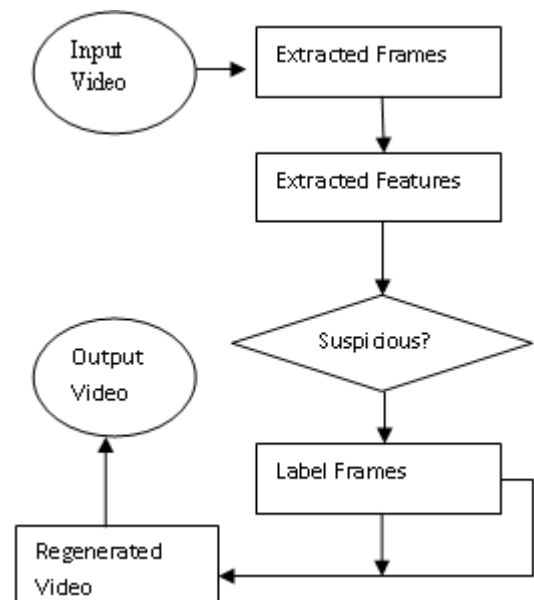 Input
Video
Extracted Frames
Extracted Features
Suspicious?
Output
Video
Label Frames
Regenerated
Video